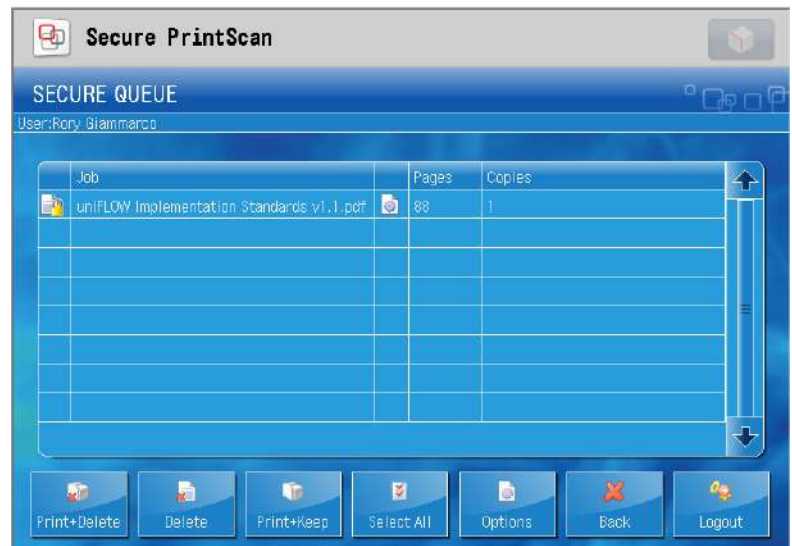 Secure PrintScan
SECURE QUEUE
User:Rory Giammarco
Job Pages Copies
uniFLOW Implementation Standards v1.1.pdf 88 1
Print+Delete Delete Print+Keep Select All Options Back Logout